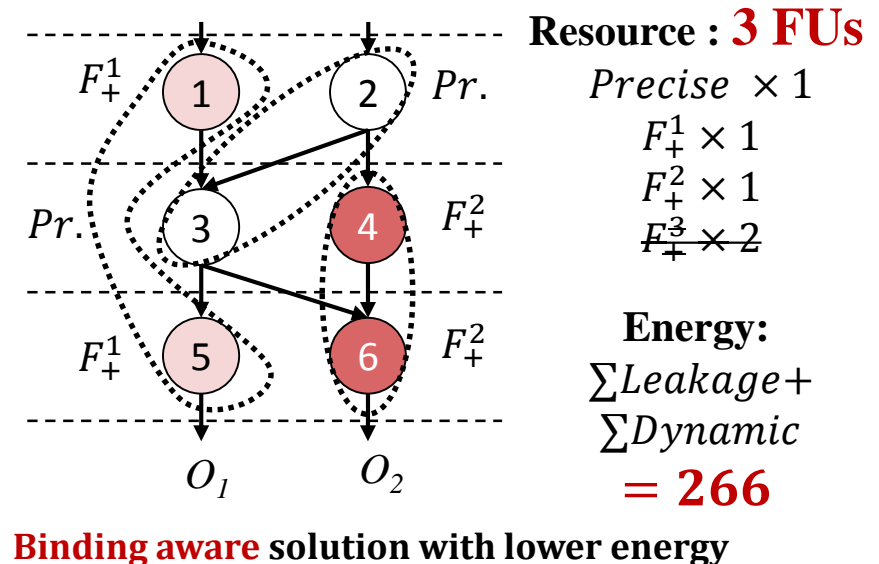 Resource : 3 FUs
Precise × 1
F₊¹ × 1
F₊² × 1
F₊³ × 2
Energy:
∑Leakage+
∑Dynamic
= 266
F₊¹ 1 2 Pr.
Pr. 3 4 F₊²
F₊¹ 5 6 F₊²
O₁ O₂
Binding aware solution with lower energy